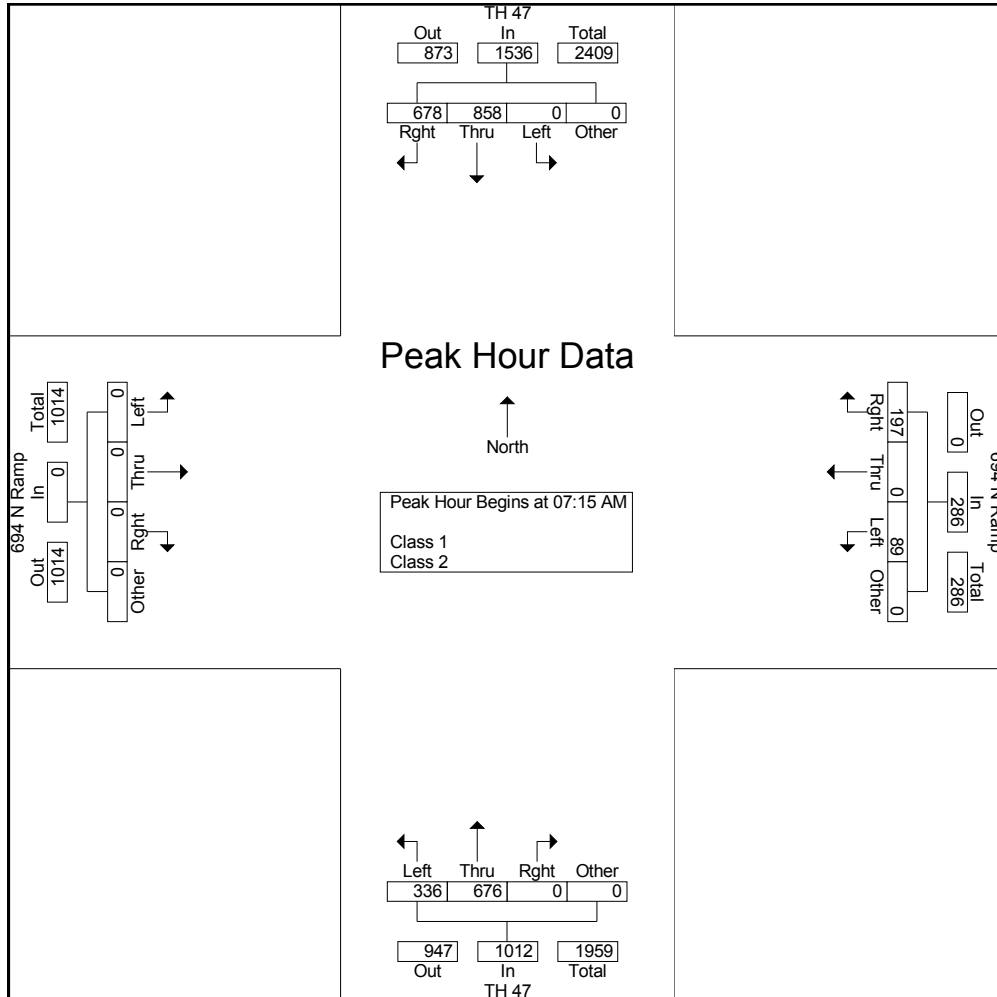 TH 47
Out In Total
873 1536 2409
678 858 0 0
Rght Thru Left Other
Peak Hour Data
North
Peak Hour Begins at 07:15 AM
Class 1
Class 2
694 N Ramp
Total In Out
1014 0 1014
0 0 0 0
Left Thru Rght Other
Rght Thru Left Other
197 0 89 0
Out In Total
0 286 286
694 N Ramp
Left Thru Rght Other
336 676 0 0
947 1012 1959
Out In Total
TH 47